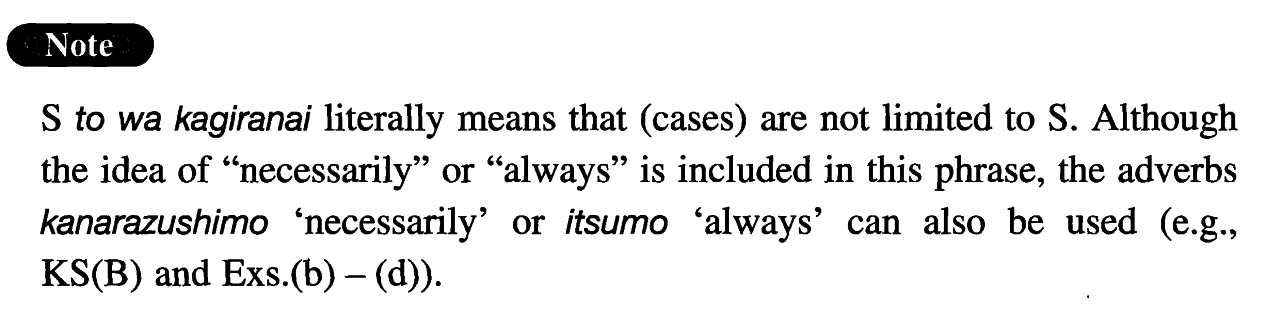 Note
S to wa kagiranai literally means that (cases) are not limited to S. Although
the idea of “necessarily” or “always” is included in this phrase, the adverbs
kanarazushimo ‘necessarily’ or itsumo ‘always’ can also be used (e.g.,
KS(B) and Exs.(b) – (d)).